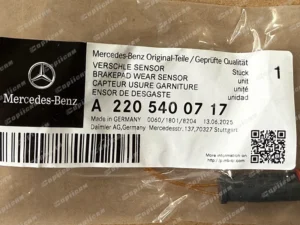 Mercedes-Benz Original-Teile / Geprüfte Qualität
Mercedes-Benz
VERSCHLE SENSOR
BRAKEPAD WEAR SENSOR
CAPTEUR USURE GARNITURE
ENSOR DE DESGASTE
Stück
unit
unité
unidad
1
A 220 540 07 17
Made in GERMANY 0060/1801/8204 13.06.2025
Daimler AG,Germany Mercedesstr.137,70327 Stuttgart